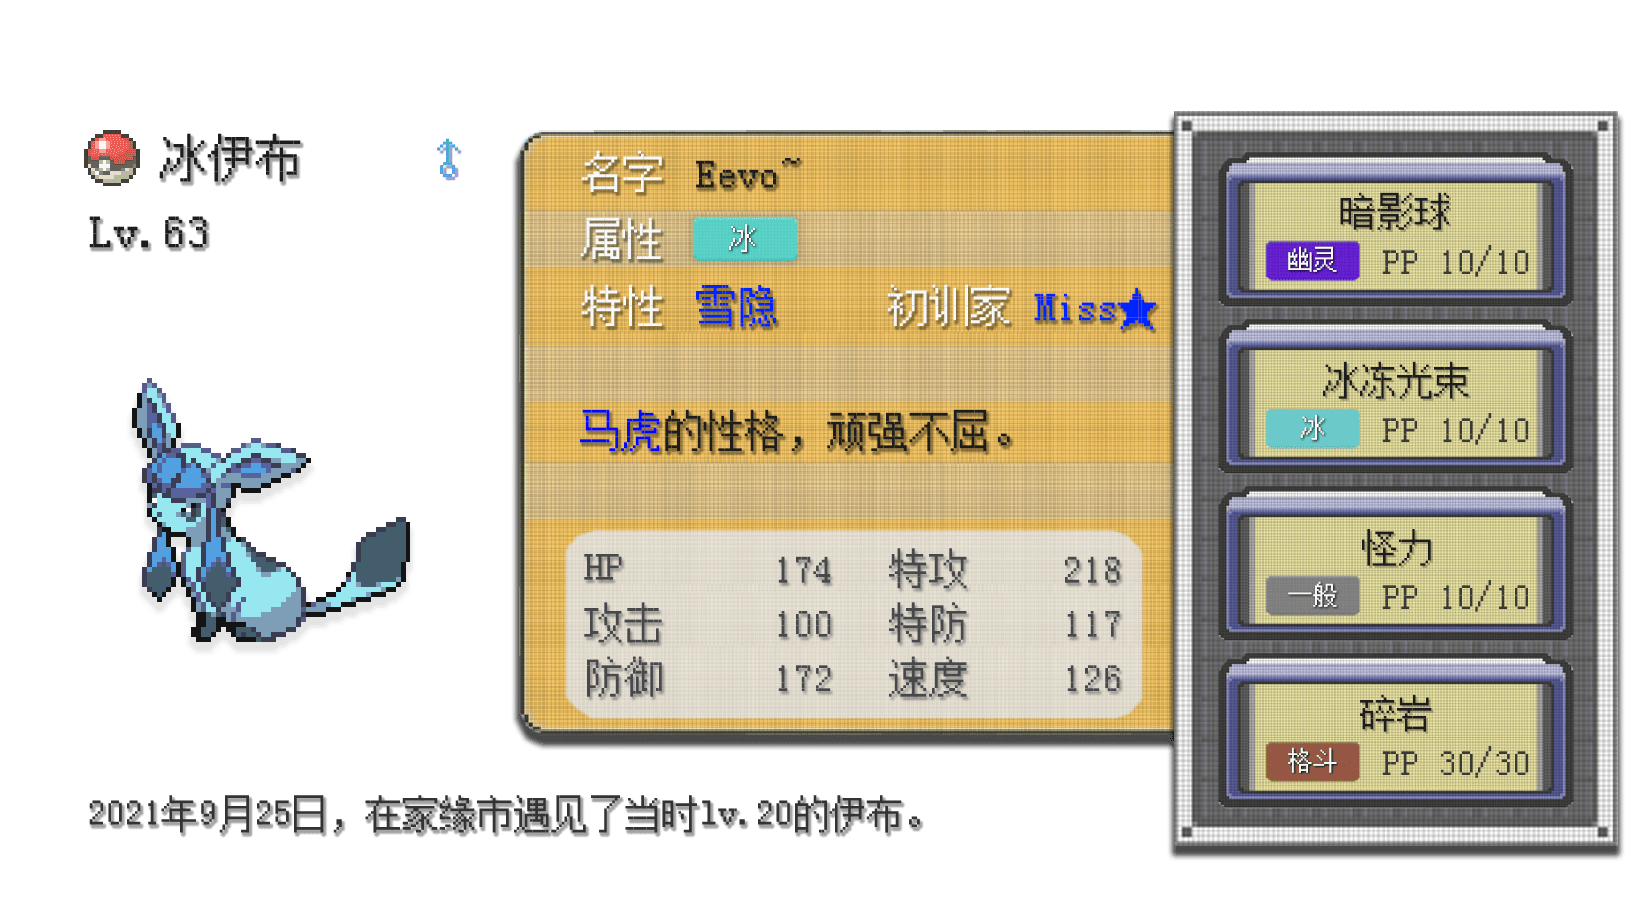 冰伊布
Lv.63
名字 Eevo~
属性 冰
特性 雪隐 初训家 Miss★
马虎的性格，顽强不屈。
HP 174 特攻 218
攻击 100 特防 117
防御 172 速度 126
暗影球
幽灵 PP 10/10
冰冻光束
冰 PP 10/10
怪力
一般 PP 10/10
碎岩
格斗 PP 30/30
2021年9月25日，在家缘市遇见了当时lv.20的伊布。